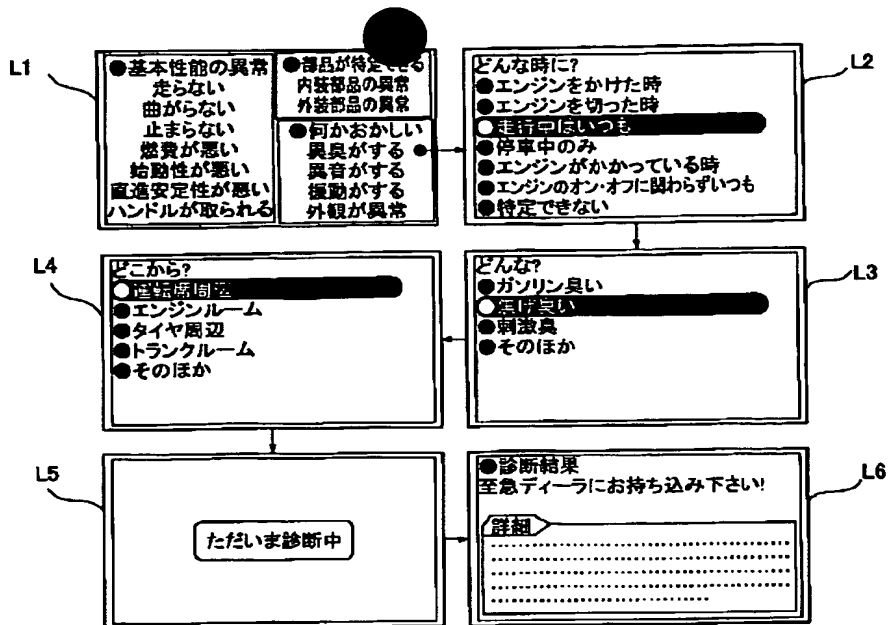 L1
●基本性能の異常
走らない
曲がらない
止まらない
燃費が悪い
始動性が悪い
直進安定性が悪い
ハンドルが取られる
●部品が特定できる
内装部品の異常
外装部品の異常
●何かおかしい
異臭がする
異音がする
振動がする
外観が異常
L2
どんな時に?
●エンジンをかけた時
●エンジンを切った時
走行中はいつも
●停車中のみ
●エンジンがかかっている時
●エンジンのオン・オフに関わらずいつも
●特定できない
L4
どこから?
運転席周辺
●エンジンルーム
●タイヤ周辺
●トランクルーム
●そのほか
L3
どんな?
●ガソリン臭い
焦げ臭い
●刺激臭
●そのほか
L5
ただいま診断中
L6
●診断結果
至急ディーラにお持ち込み下さい!
詳細